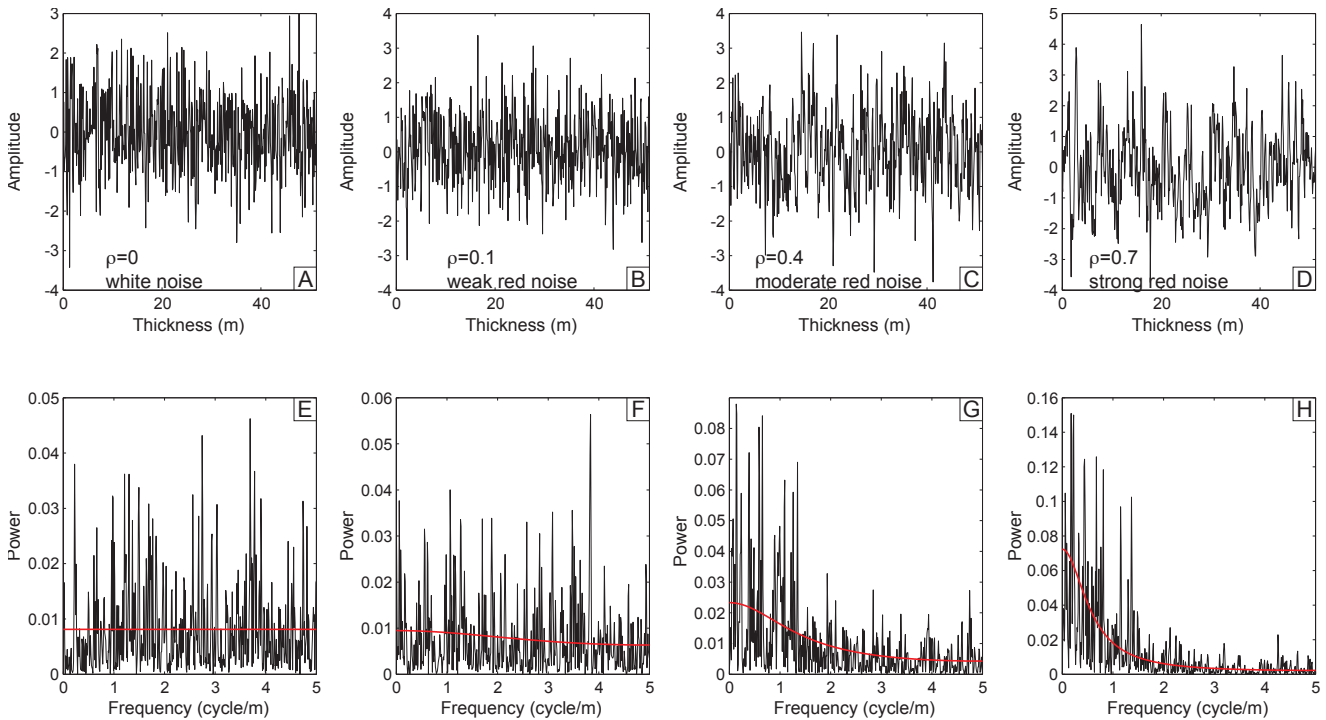 3
2
1
0
-1
-2
-3
-4
Amplitude
ρ=0
white noise
A
0 20 40
Thickness (m)
4
3
2
1
0
-1
-2
-3
-4
Amplitude
ρ=0.1
weak red noise
B
0 20 40
Thickness (m)
4
3
2
1
0
-1
-2
-3
-4
Amplitude
ρ=0.4
moderate red noise
C
0 20 40
Thickness (m)
5
4
3
2
1
0
-1
-2
-3
-4
Amplitude
ρ=0.7
strong red noise
D
0 20 40
Thickness (m)
0.05
0.04
0.03
0.02
0.01
0
Power
E
0 1 2 3 4 5
Frequency (cycle/m)
0.06
0.05
0.04
0.03
0.02
0.01
0
Power
F
0 1 2 3 4 5
Frequency (cycle/m)
0.09
0.08
0.07
0.06
0.05
0.04
0.03
0.02
0.01
0
Power
G
0 1 2 3 4 5
Frequency (cycle/m)
0.16
0.14
0.12
0.1
0.08
0.06
0.04
0.02
0
Power
H
0 1 2 3 4 5
Frequency (cycle/m)